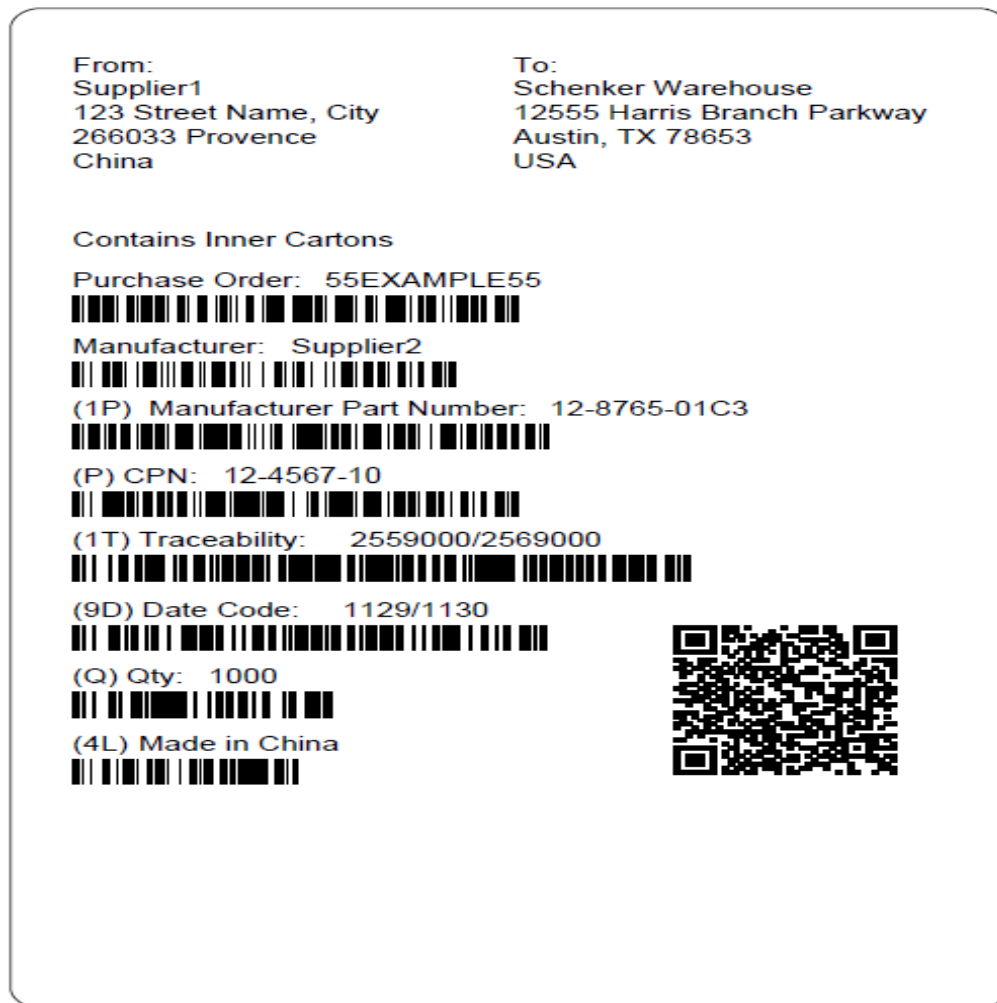 From:
Supplier1
123 Street Name, City
266033 Provence
China
To:
Schenker Warehouse
12555 Harris Branch Parkway
Austin, TX 78653
USA
Contains Inner Cartons
Purchase Order: 55EXAMPLE55
Manufacturer: Supplier2
(1P) Manufacturer Part Number: 12-8765-01C3
(P) CPN: 12-4567-10
(1T) Traceability: 2559000/2569000
(9D) Date Code: 1129/1130
(Q) Qty: 1000
(4L) Made in China